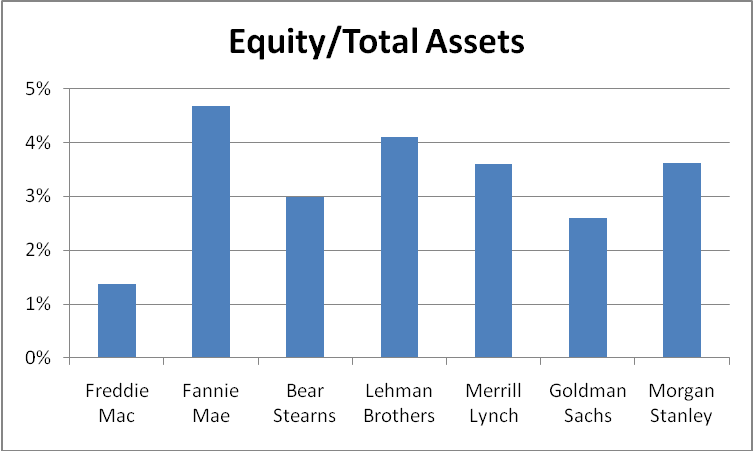 Equity/Total Assets
5%
4%
3%
2%
1%
0%
Freddie Mac
Fannie Mae
Bear Stearns
Lehman Brothers
Merrill Lynch
Goldman Sachs
Morgan Stanley